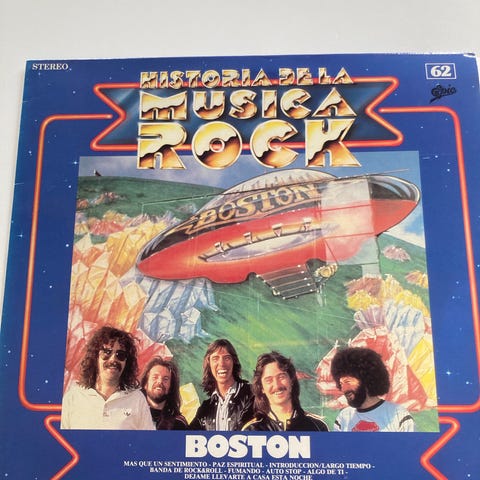 STEREO
62
Epic
HISTORIA DE LA
MUSICA
ROCK
BOSTON
BOSTON
MAS QUE UN SENTIMIENTO - PAZ ESPIRITUAL - INTRODUCCION/LARGO TIEMPO -
BANDA DE ROCK&ROLL - FUMANDO - AUTO STOP - ALGO DE TI -
DEJAME LLEVARTE A CASA ESTA NOCHE